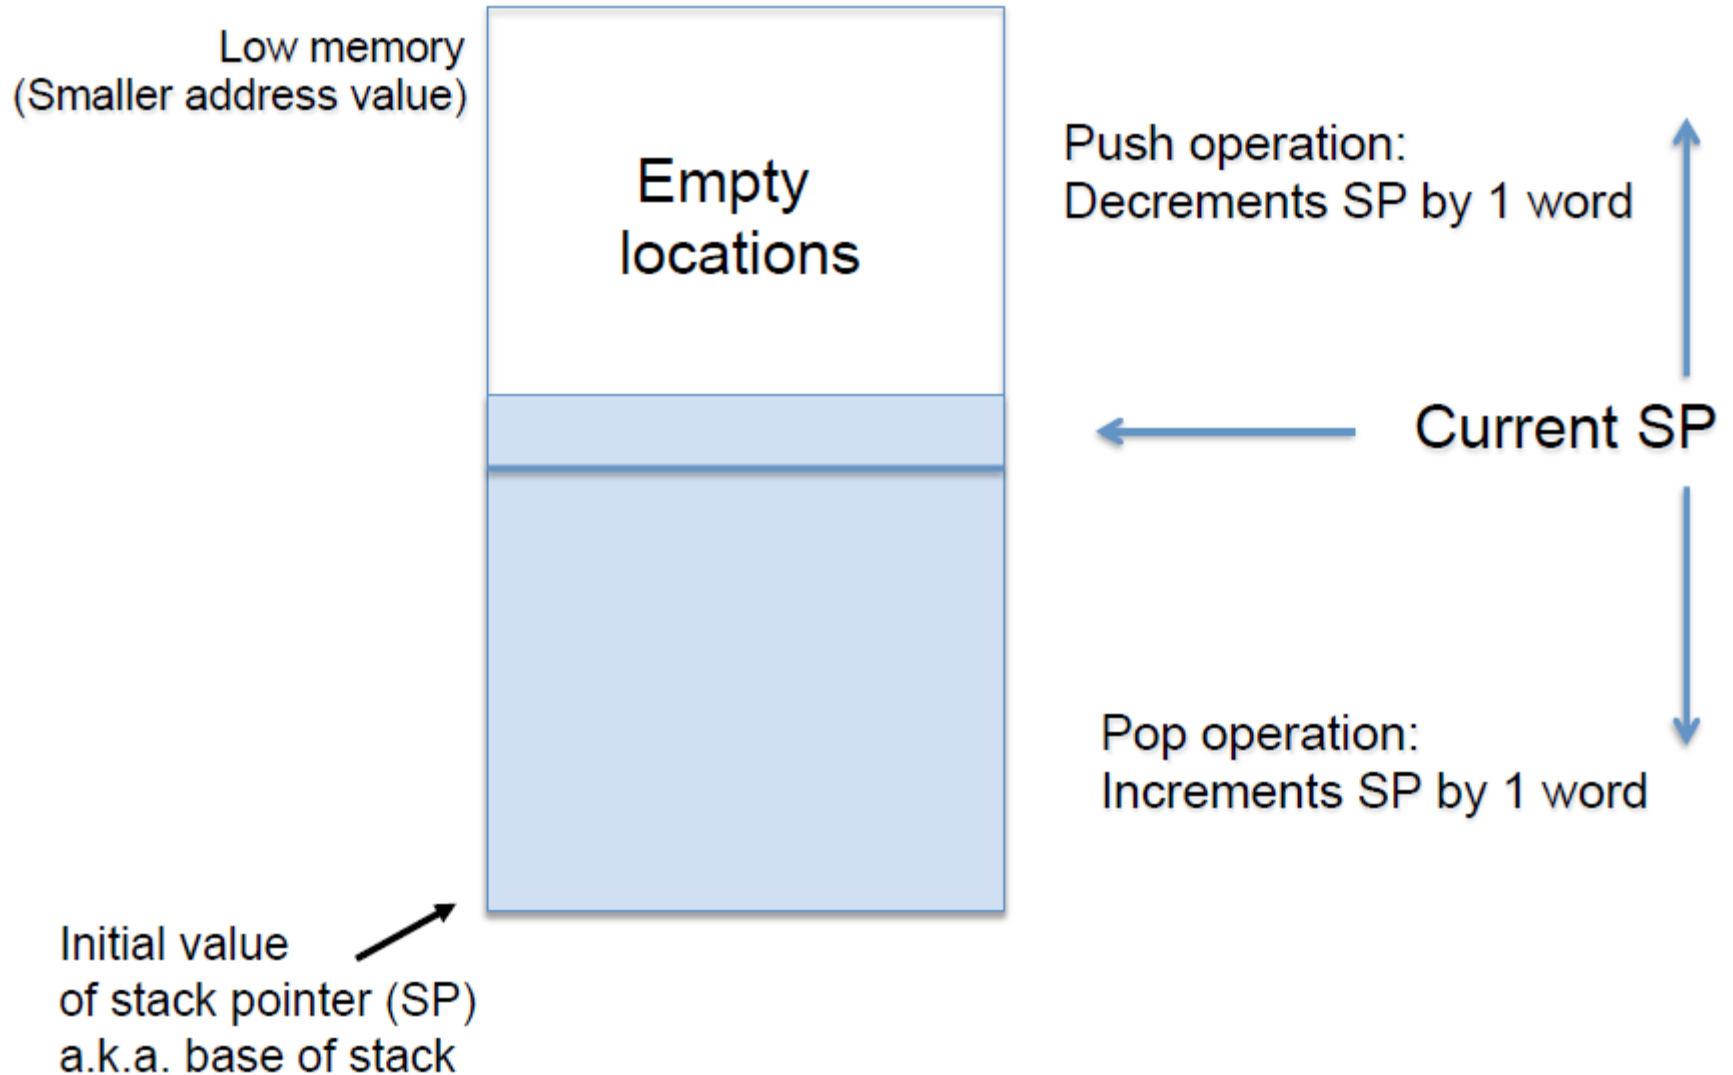 Low memory
(Smaller address value)
Empty
locations
Push operation:
Decrements SP by 1 word
Current SP
Pop operation:
Increments SP by 1 word
Initial value
of stack pointer (SP)
a.k.a. base of stack